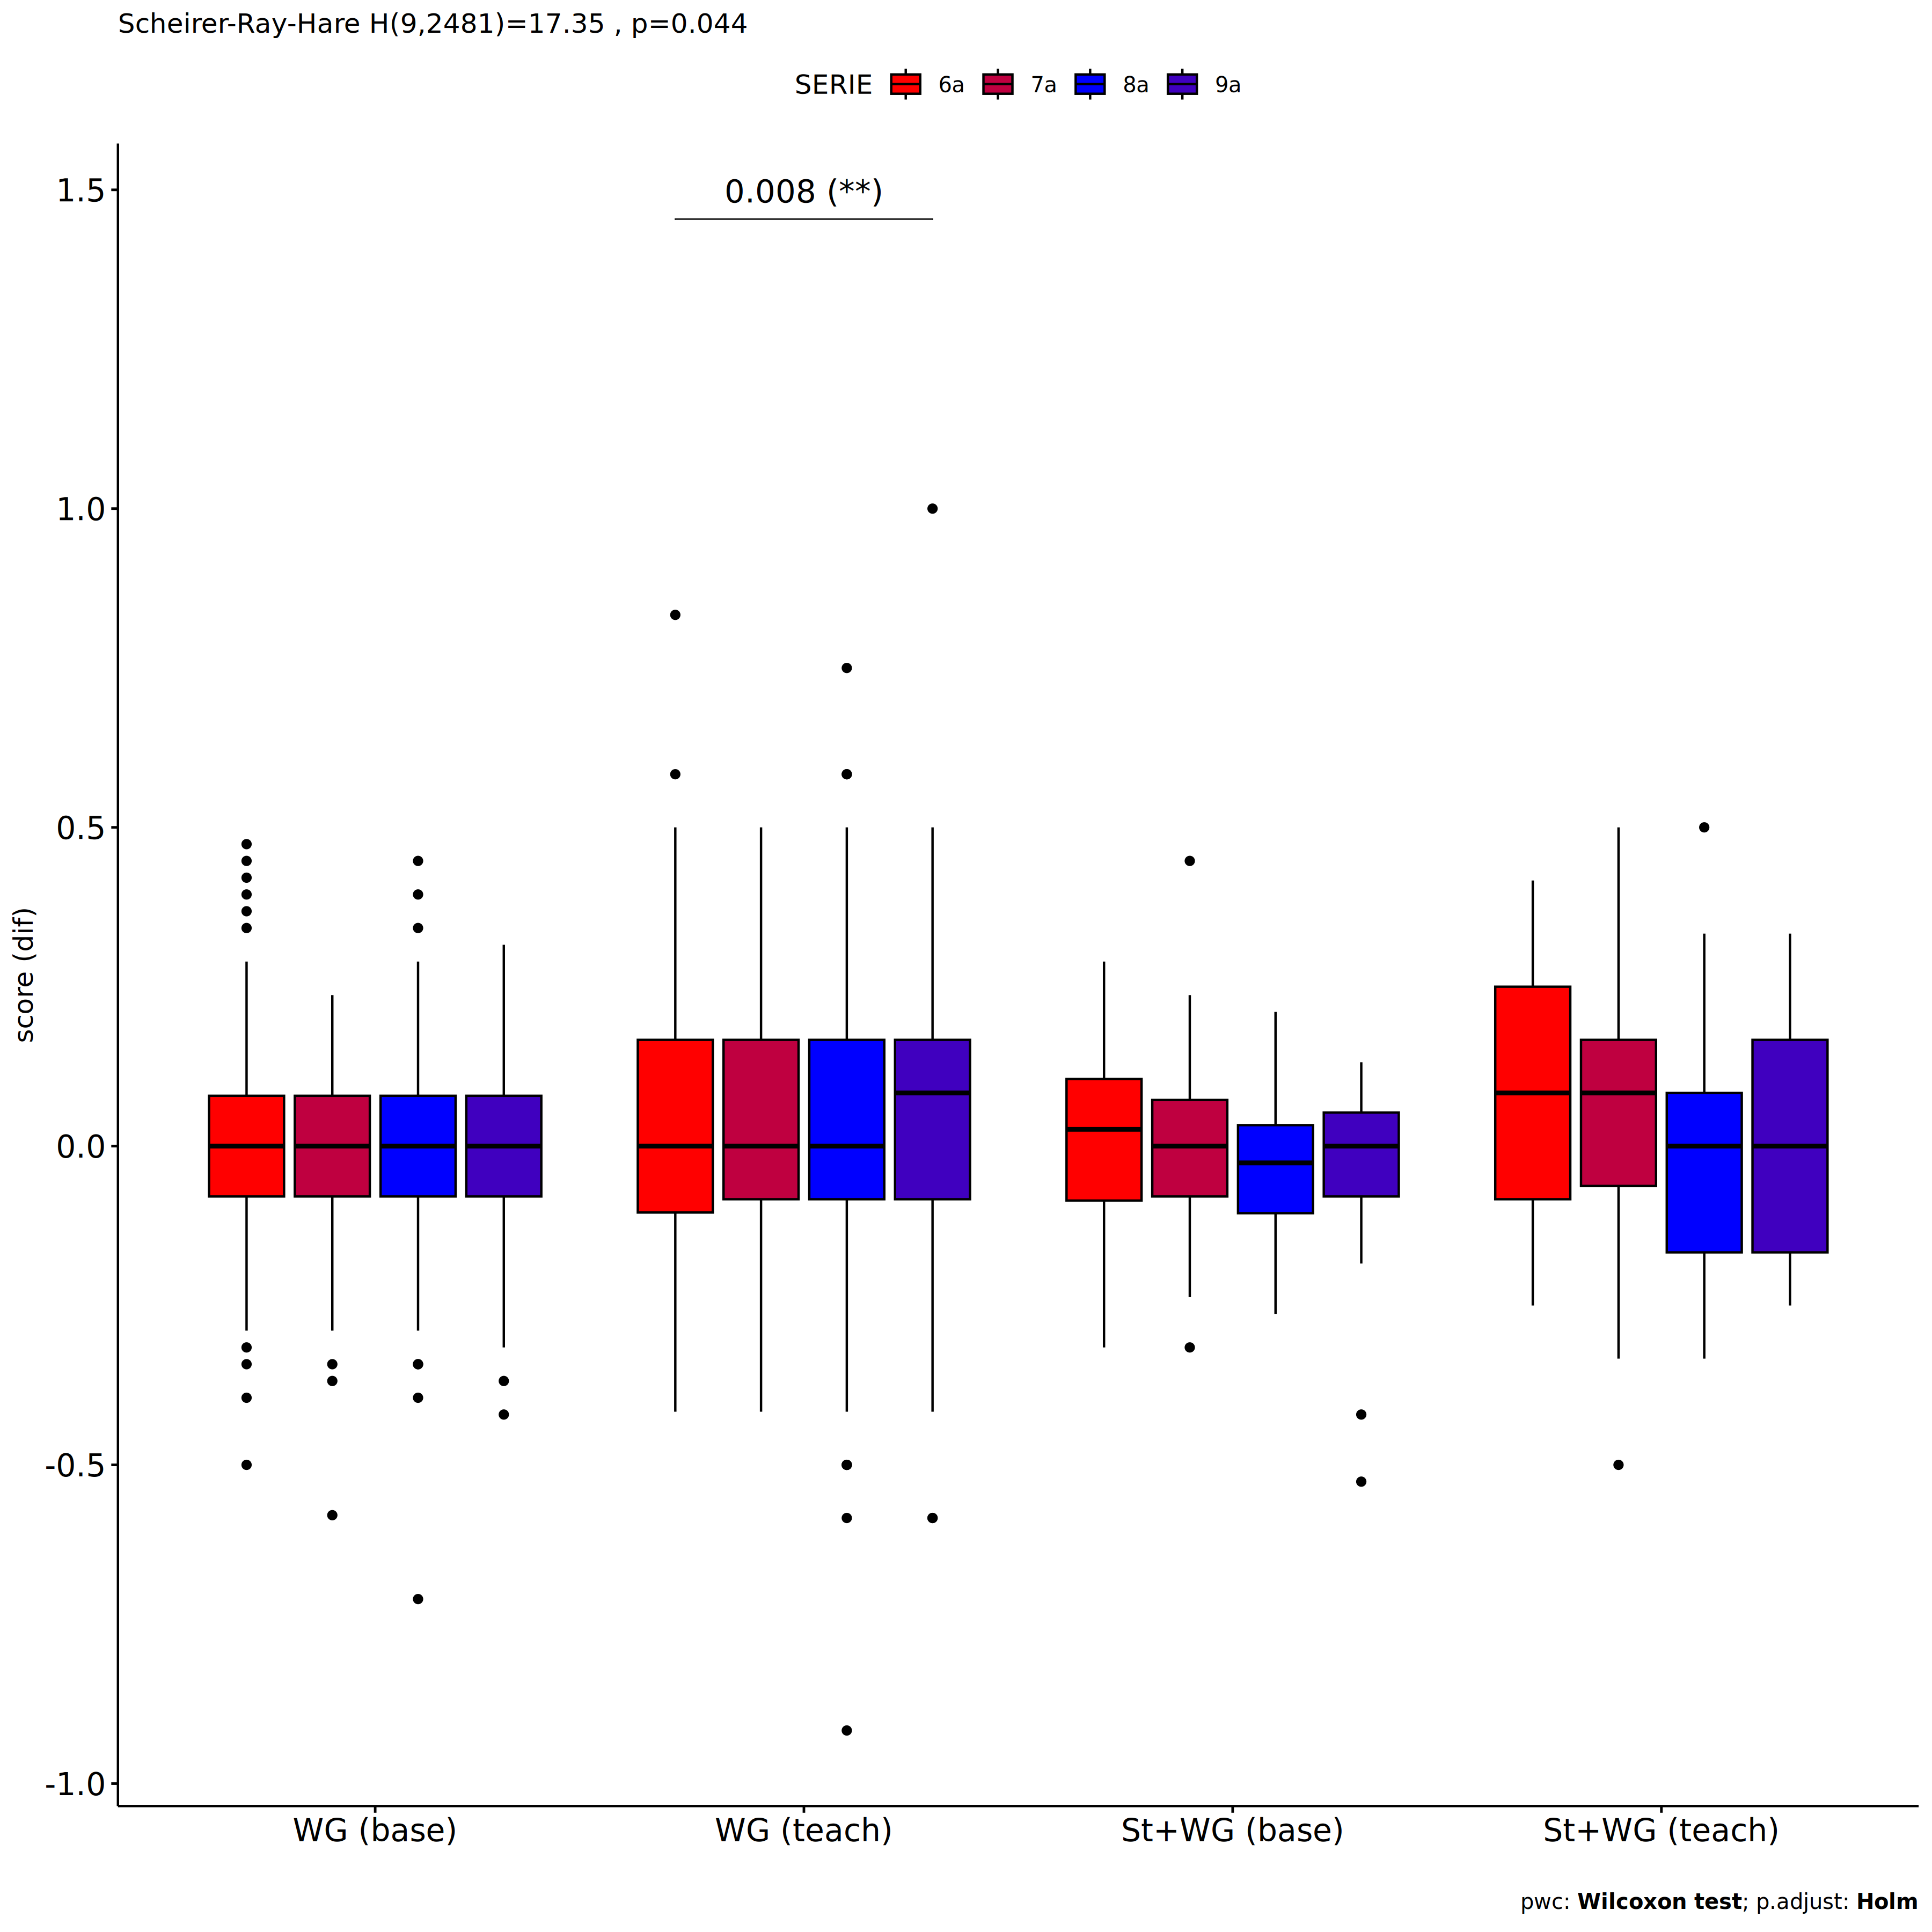 Scheirer-Ray-Hare H(9,2481)=17.35 , p=0.044
SERIE 6a 7a 8a 9a
0.008 (**)
1.5
1.0
0.5
0.0
-0.5
-1.0
score (dif)
WG (base) WG (teach) St+WG (base) St+WG (teach)
pwc: Wilcoxon test; p.adjust: Holm